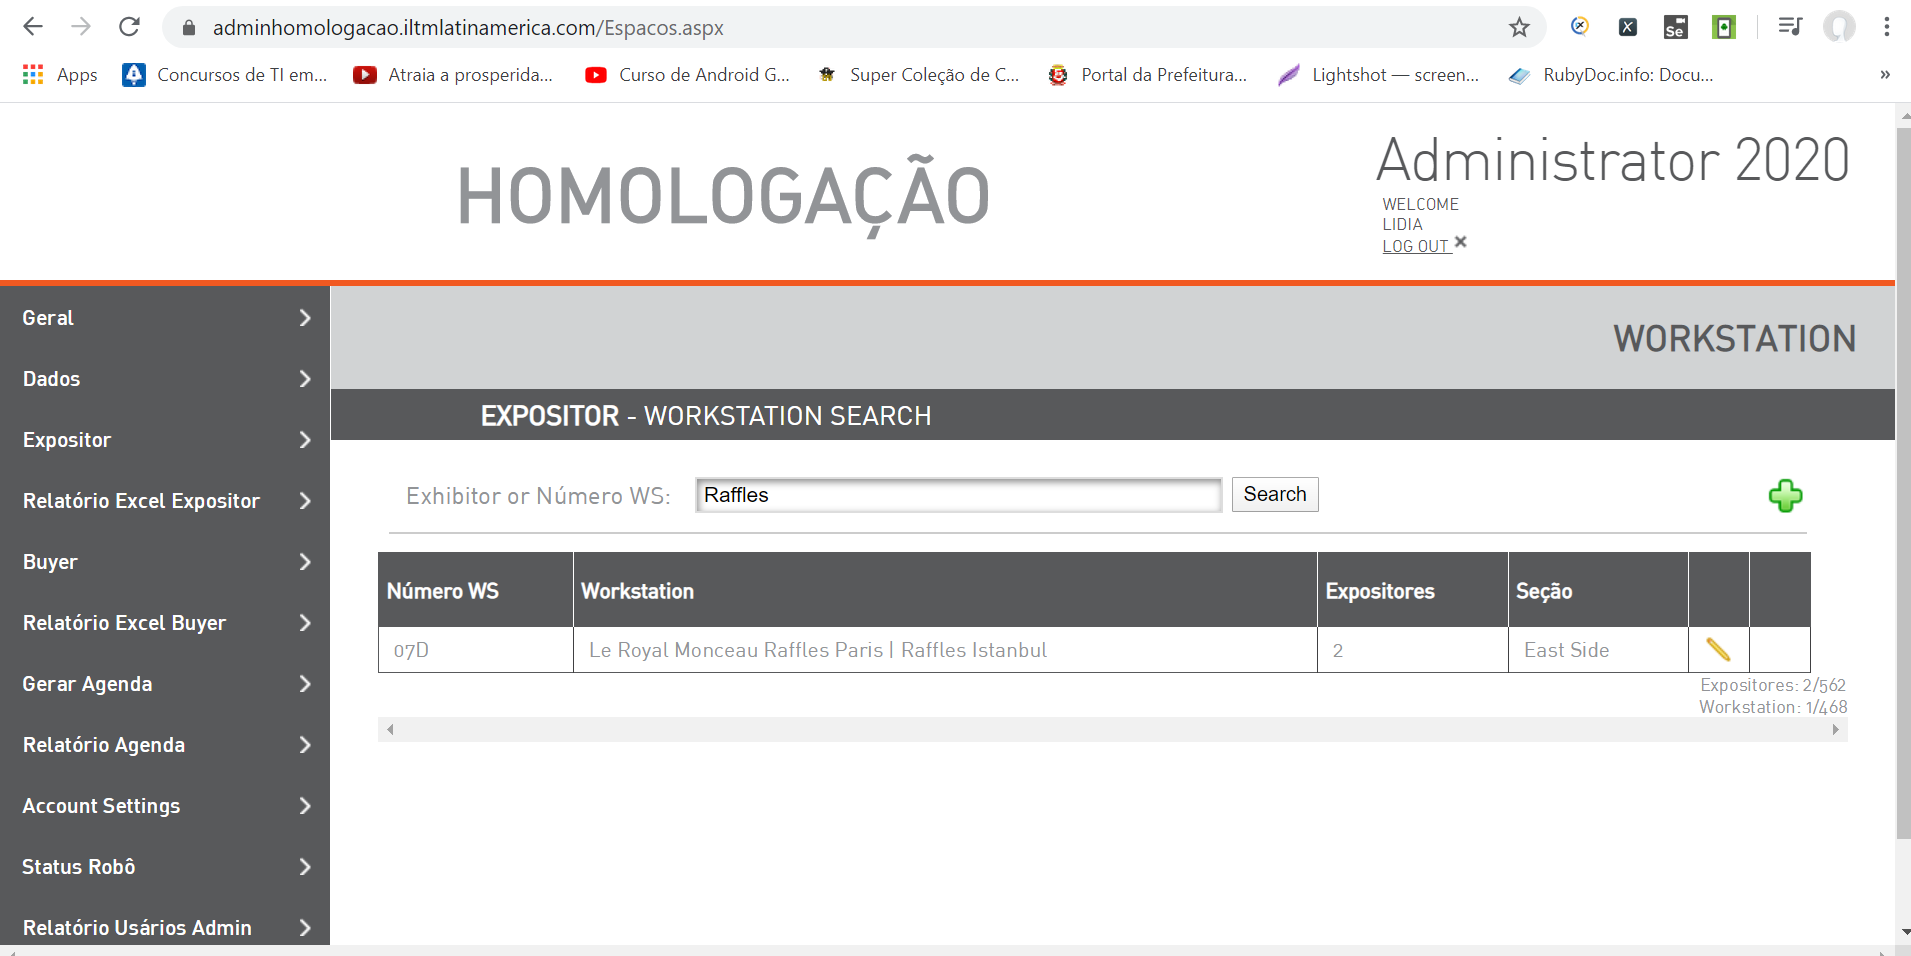 adminhomologacao.iltmlatinamerica.com/Espacos.aspx
Apps
Concursos de TI em...
Atraia a prosperida...
Curso de Android G...
Super Coleção de C...
Portal da Prefeitura...
Lightshot — screen...
RubyDoc.info: Docu...
»
HOMOLOGAÇÃO
Administrator 2020
WELCOME
LIDIA
LOG OUT
Geral
Dados
Expositor
Relatório Excel Expositor
Buyer
Relatório Excel Buyer
Gerar Agenda
Relatório Agenda
Account Settings
Status Robô
Relatório Usários Admin
WORKSTATION
EXPOSITOR - WORKSTATION SEARCH
Exhibitor or Número WS: Raffles Search
Número WS Workstation Expositores Seção
07D Le Royal Monceau Raffles Paris | Raffles Istanbul 2 East Side
Expositores: 2/562
Workstation: 1/468